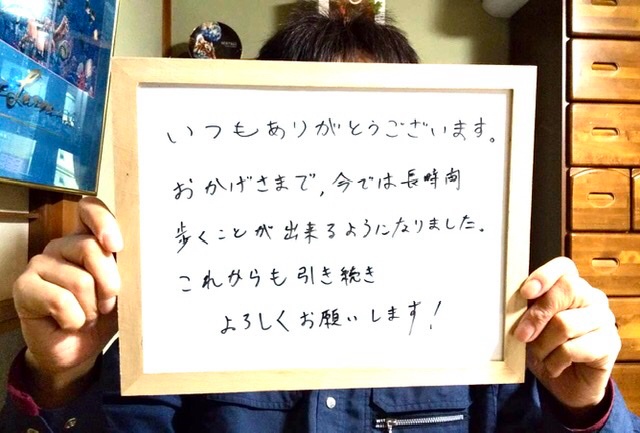 いつもありがとうございます。
おかげさまで,今では長時間
歩くことが出来るようになりました。
これからも引き続き
よろしくお願いします!